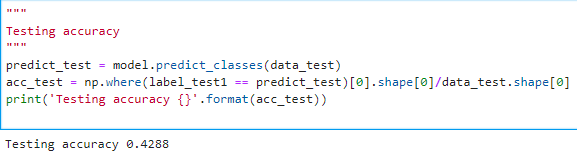 """
Testing accuracy
"""
predict_test = model.predict_classes(data_test)
acc_test = np.where(label_test1 == predict_test)[0].shape[0]/data_test.shape[0]
print('Testing accuracy {}'.format(acc_test))
Testing accuracy 0.4288